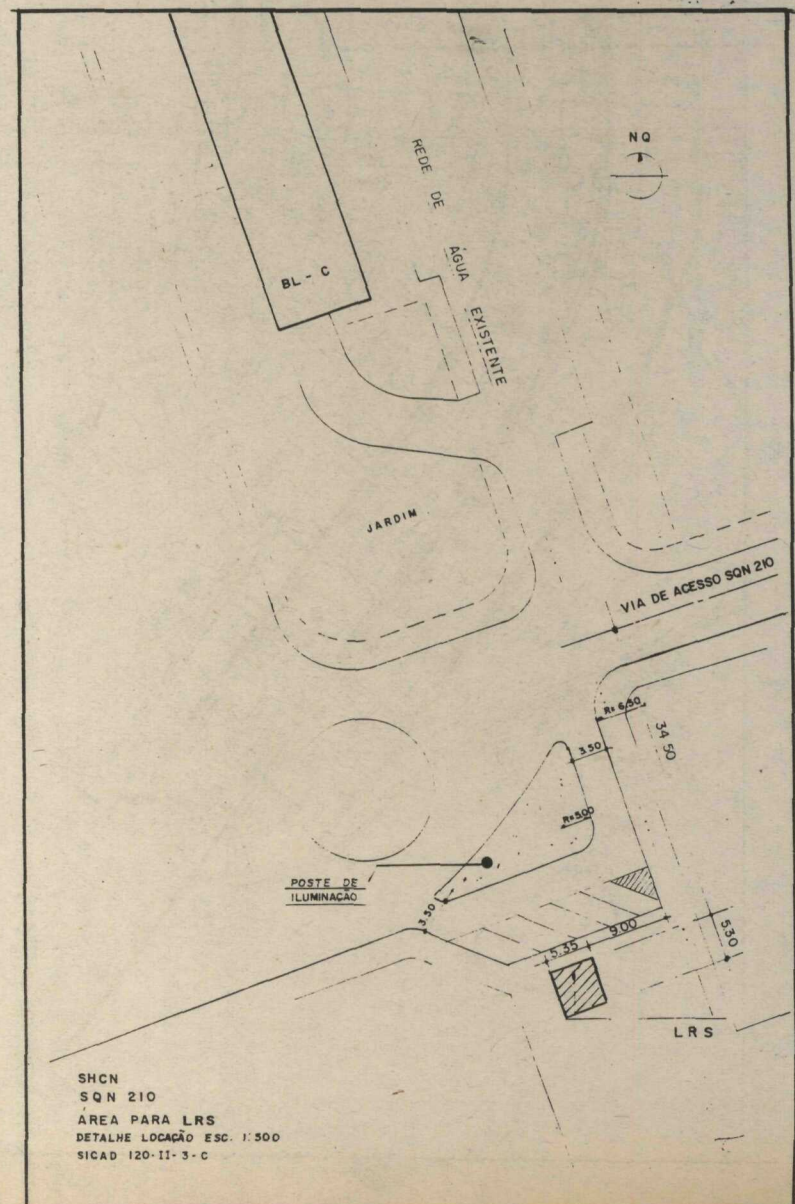 NQ
REDE DE ÁGUA EXISTENTE
BL - C
JARDIM
VIA DE ACESSO SQN 210
R= 6.50
34 50
3.50
R=5.00
POSTE DE
ILUMINAÇÃO
3.50
5.35
9.00
5.30
LRS
SHCN
SQN 210
ÁREA PARA LRS
DETALHE LOCAÇÃO ESC. 1:500
SICAD 120-II-3-C